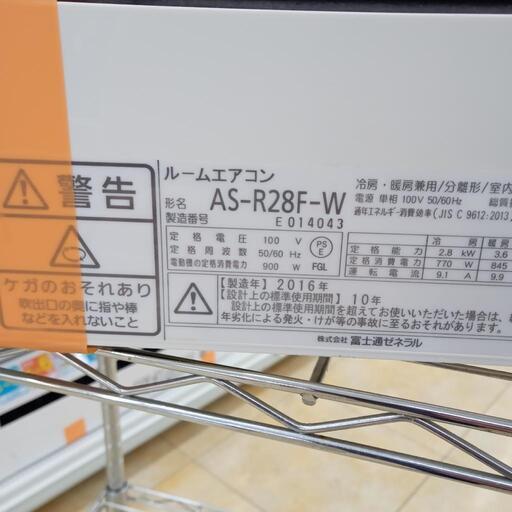 警告
ケガのおそれあり
吹出口の奥に指や棒
などを入れないこと
ルームエアコン
形名 AS-R28F-W
製造番号 E 014043
冷房・暖房兼用/分離形/室内
電源 単相 100V 50/60Hz 総質
通年エネルギー消費効率 (JIS C 9612:2013)
定格電圧 100 V
定格周波数 50/60 Hz
電動機の定格消費電力 900 W
PS E
FGL
冷房 暖房
定格能力 2.8 kW 3.6
定格消費電力 770 W 845
運転電流 9.1 A 9.9
【製造年】2016年
【設計上の標準使用期間】10年
設計上の標準使用期間を超えてお使いいただいた場合は、
年劣化による発火・けが等の事故に至るおそれがあります。
株式会社 富士通ゼネラル